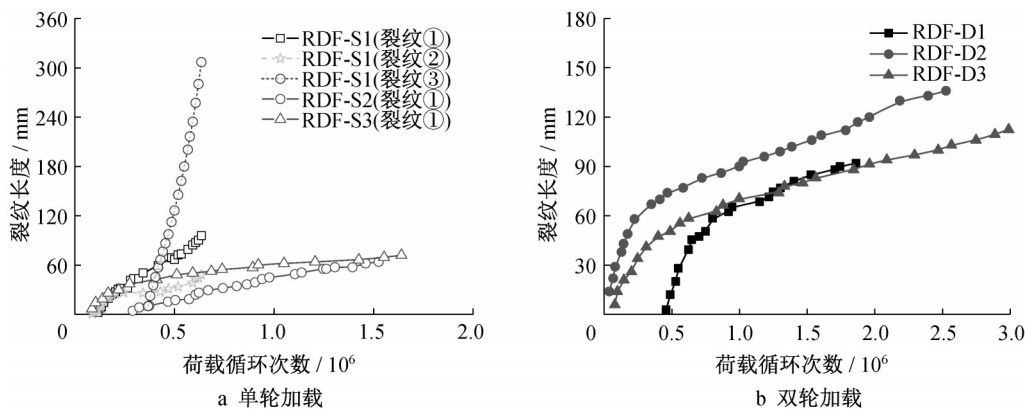 裂纹长度 / mm
360
300
240
180
120
60
0
0.5
1.0
1.5
2.0
RDF-S1(裂纹①)
RDF-S1(裂纹②)
RDF-S1(裂纹③)
RDF-S2(裂纹①)
RDF-S3(裂纹①)
荷载循环次数 / 10⁶
a 单轮加载
裂纹长度 / mm
180
150
120
90
60
30
0
0.5
1.0
1.5
2.0
2.5
3.0
RDF-D1
RDF-D2
RDF-D3
荷载循环次数 / 10⁶
b 双轮加载